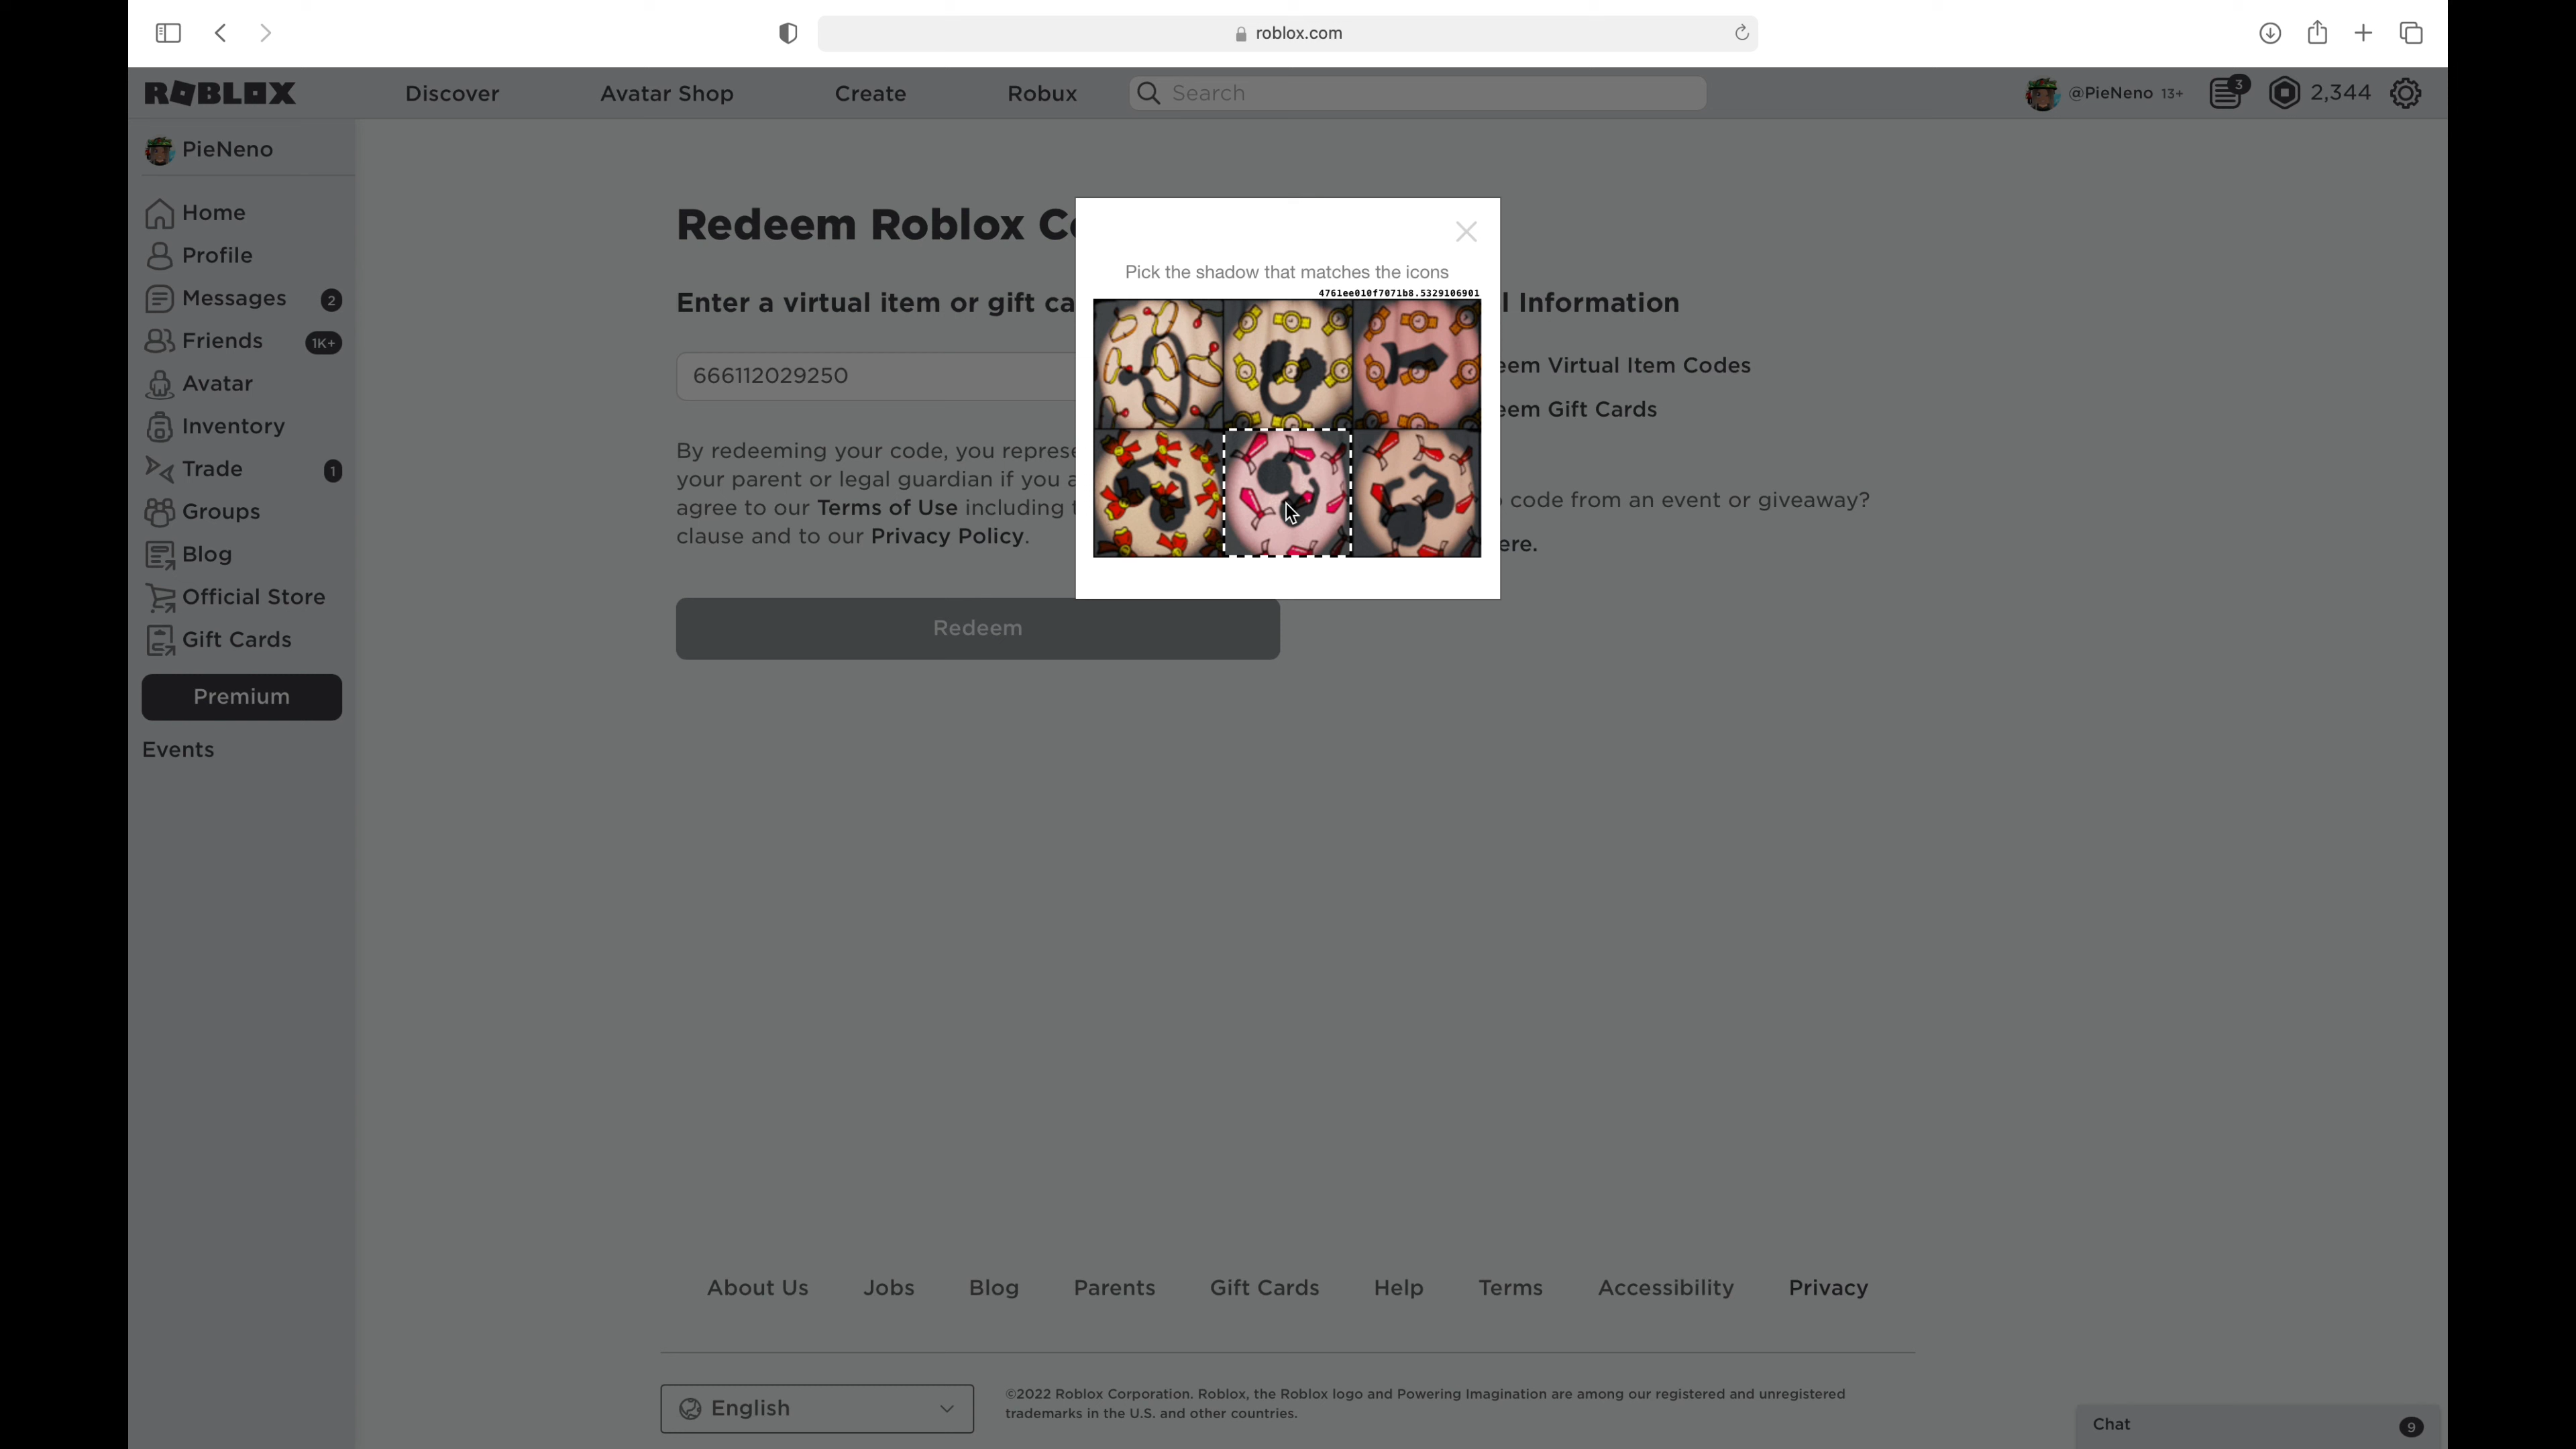 roblox.com
ROBLOX
Discover
Avatar Shop
Create
Robux
Search
@PieNeno 13+
3
2,344
PieNeno
Home
Profile
Messages 2
Friends 1K+
Avatar
Inventory
Trade 1
Groups
Blog
Official Store
Gift Cards
Premium
Events
Redeem Roblox
Enter a virtual item or gift ca
666112029250
By redeeming your code, you represe
your parent or legal guardian if you a
agree to our Terms of Use including
clause and to our Privacy Policy.
Redeem
Pick the shadow that matches the icons
4761ee010f7071b8.5329106901
l Information
eem Virtual Item Codes
eem Gift Cards
code from an event or giveaway?
ere.
About Us
Jobs
Blog
Parents
Gift Cards
Help
Terms
Accessibility
Privacy
English
©2022 Roblox Corporation. Roblox, the Roblox logo and Powering Imagination are among our registered and unregistered
trademarks in the U.S. and other countries.
Chat 9